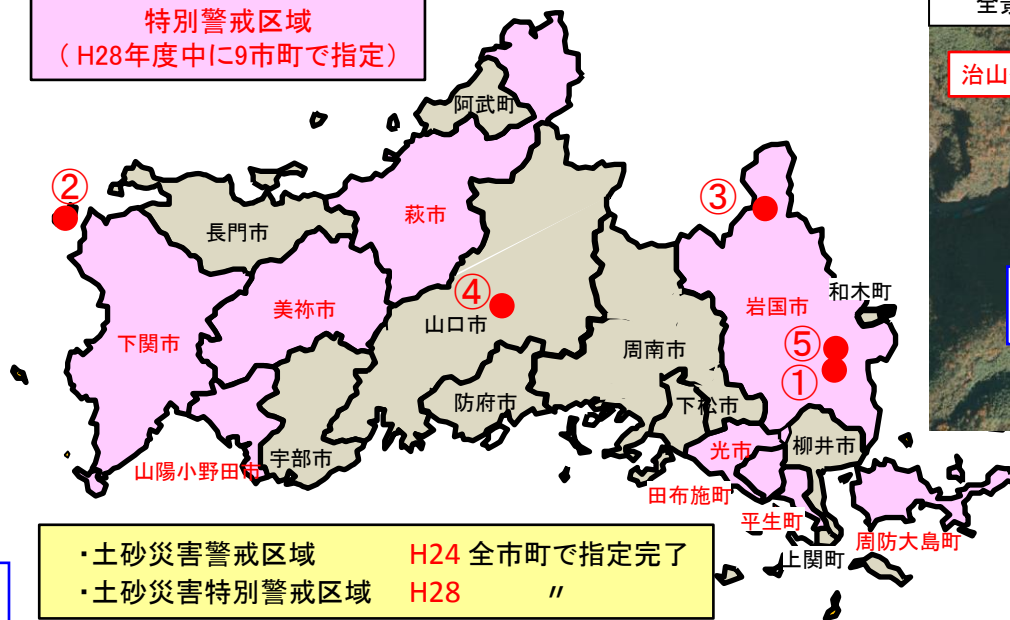 特別警戒区域
（H28年度中に9市町で指定）
全景
治山
阿武町
②
③
萩市
長門市
④
和木町
美祢市
岩国市
山口市
下関市
周南市
⑤
①
防府市
下松市
宇部市
光市
柳井市
山陽小野田市
田布施町
平生町
周防大島町
上関町
・土砂災害警戒区域 H24 全市町で指定完了
・土砂災害特別警戒区域 H28 〃